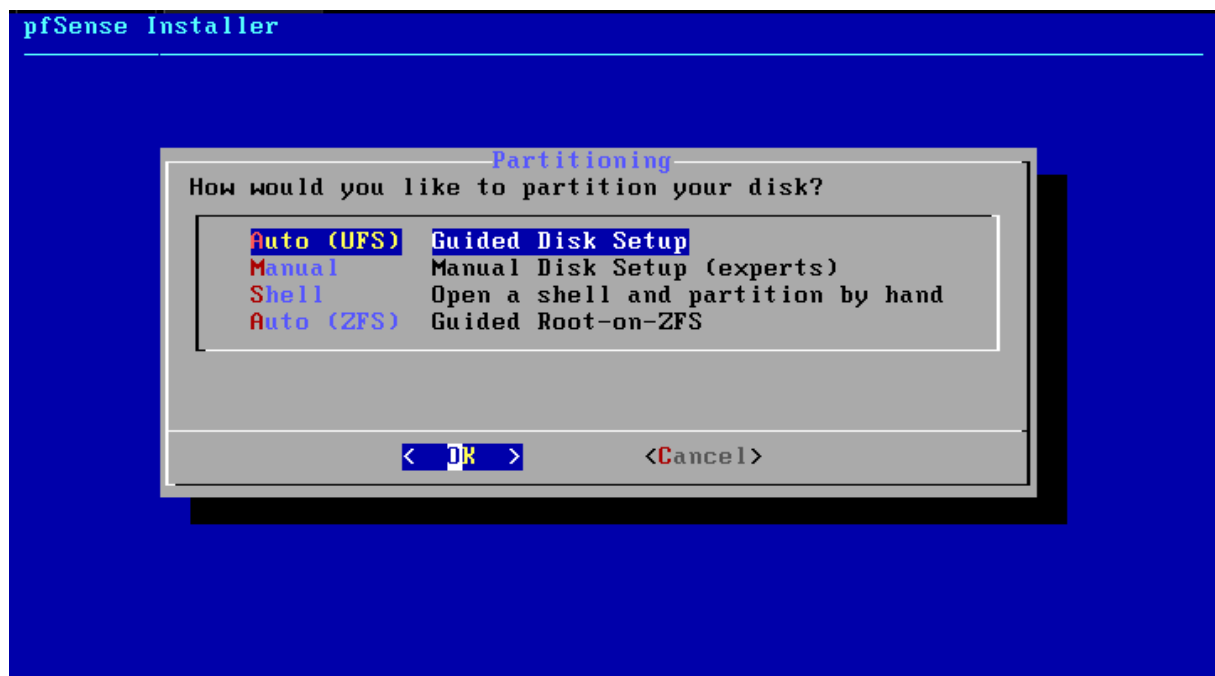 pfSense Installer
Partitioning
How would you like to partition your disk?
Auto (UFS) Guided Disk Setup
Manual Manual Disk Setup (experts)
Shell Open a shell and partition by hand
Auto (ZFS) Guided Root-on-ZFS
< OK > <Cancel>